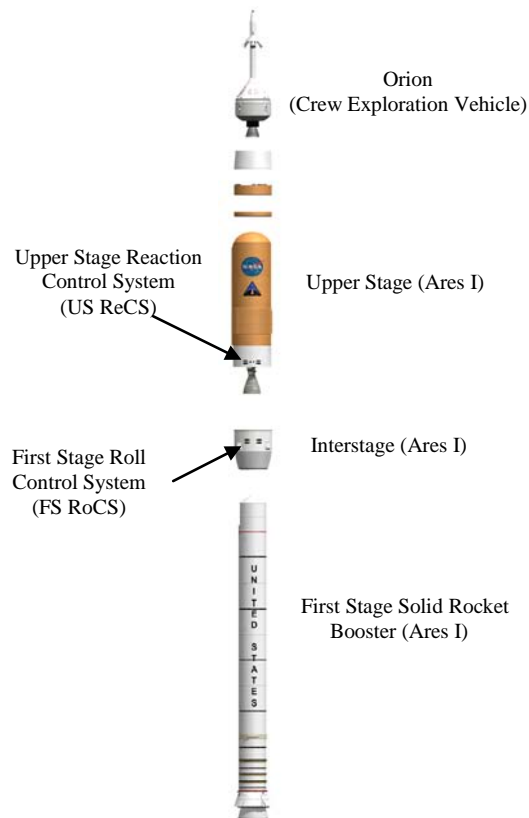 Orion
(Crew Exploration Vehicle)
Upper Stage Reaction
Control System
(US ReCS)
NASA
Upper Stage (Ares I)
Interstage (Ares I)
First Stage Roll
Control System
(FS RoCS)
UNITED STATES
First Stage Solid Rocket
Booster (Ares I)